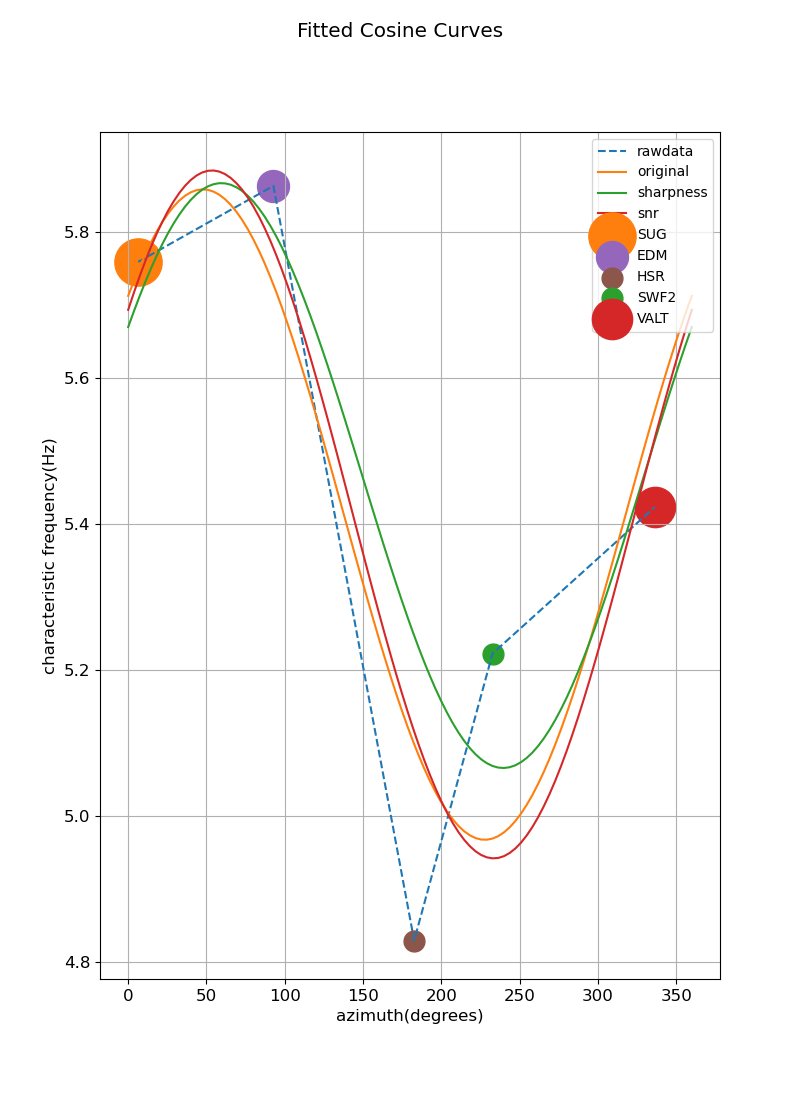 Fitted Cosine Curves
rawdata
original
sharpness
snr
SUG
EDM
HSR
SWF2
VALT
characteristic frequency(Hz)
5.8
5.6
5.4
5.2
5.0
4.8
0 50 100 150 200 250 300 350
azimuth(degrees)